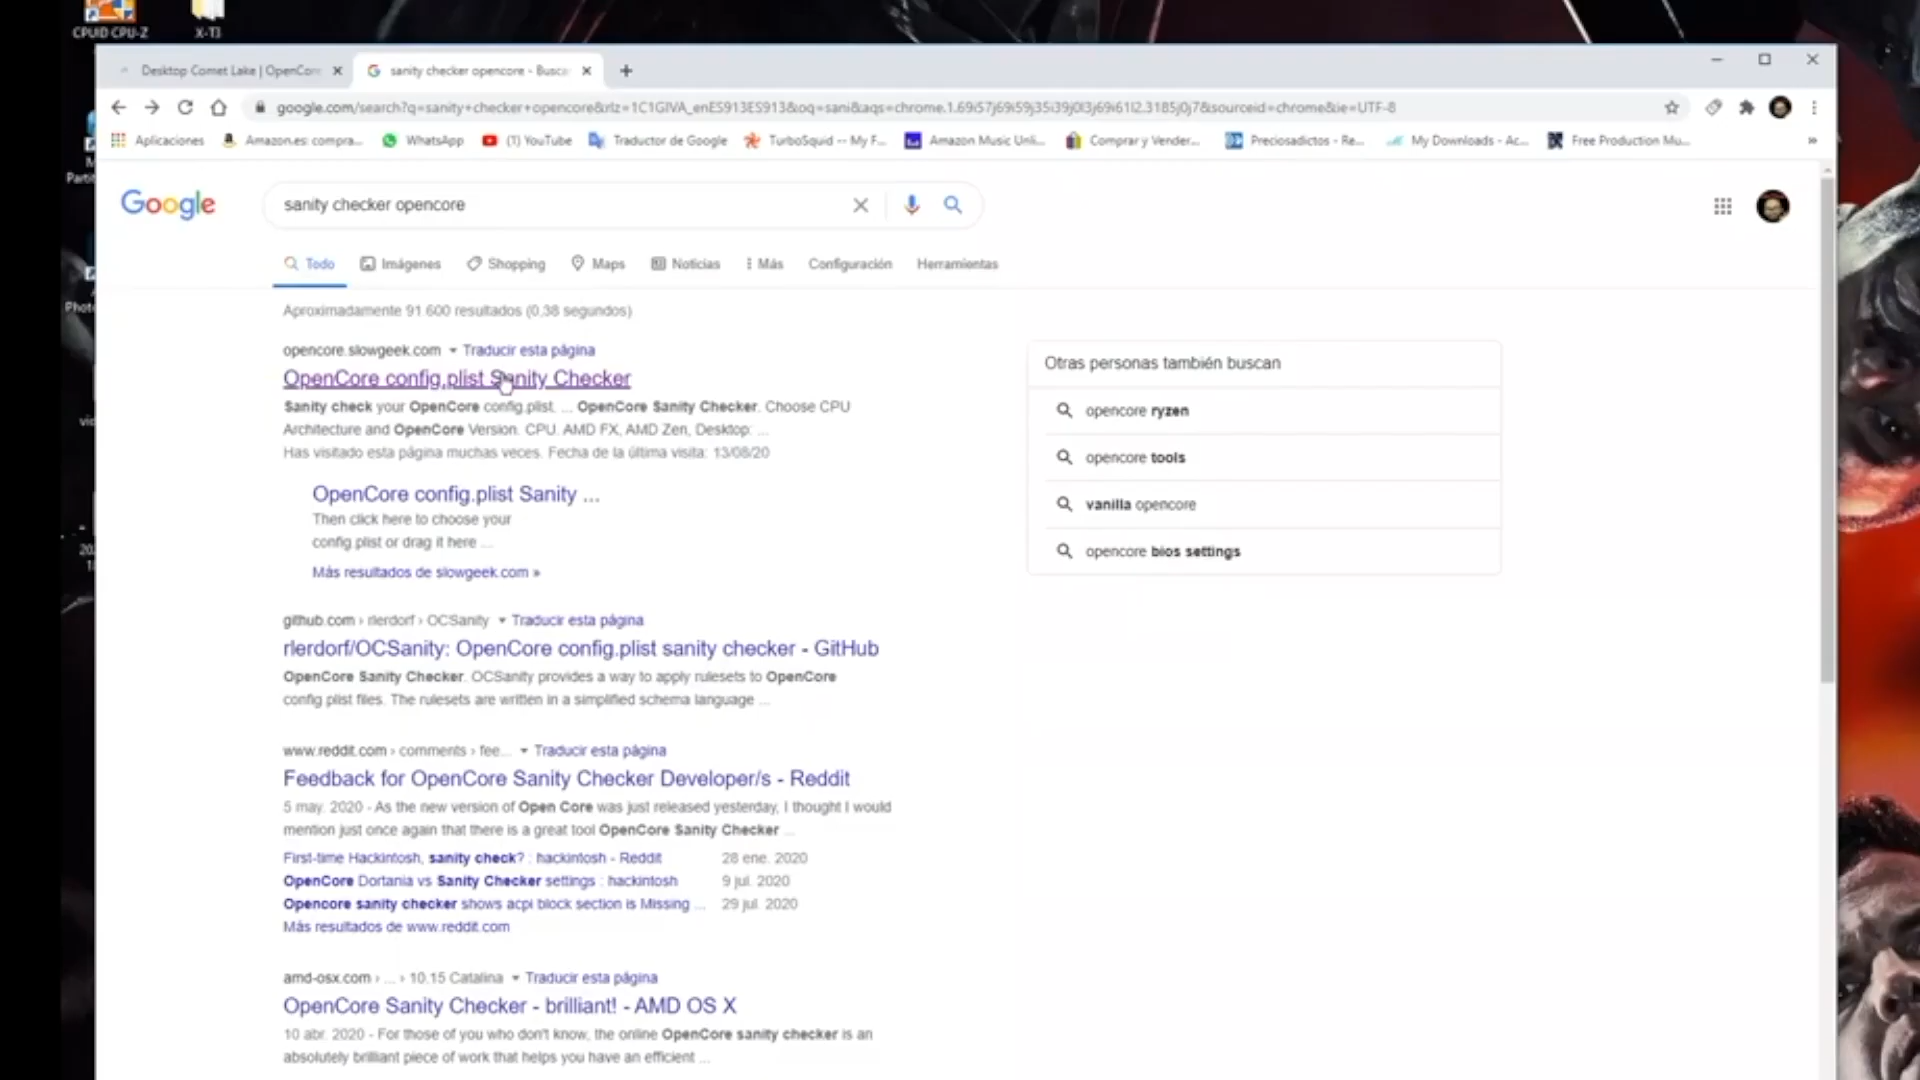 CPUID CPU-Z
X-T3
Desktop Comet Lake | OpenCor
sanity checker opencore - Busca
google.com/search?q=sanity+checker+opencore&rlz=1C1GIVA_enES913ES913&oq=sani&aqs=chrome.1.69i57j69i59j35i39j0l3j69i61l2.3185j0j7&sourceid=chrome&ie=UTF-8
Aplicaciones
Amazon.es: compra...
WhatsApp
(1) YouTube
Traductor de Google
TurboSquid -- My F...
Amazon Music Unli...
Comprar y Vender...
Preciosadictos - Re...
My Downloads - Ac...
Free Production Mu...
»
Google
sanity checker opencore
Todo
Imágenes
Shopping
Maps
Noticias
Más
Configuración
Herramientas
Aproximadamente 91.600 resultados (0,38 segundos)
opencore.slowgeek.com Traducir esta página
OpenCore config.plist Sanity Checker
Sanity check your OpenCore config.plist. ... OpenCore Sanity Checker. Choose CPU
Architecture and OpenCore Version. CPU. AMD FX, AMD Zen, Desktop: ...
Has visitado esta página muchas veces. Fecha de la última visita: 13/08/20
OpenCore config.plist Sanity ...
Then click here to choose your
config.plist or drag it here ...
Más resultados de slowgeek.com »
github.com › rlerdorf › OCSanity Traducir esta página
rlerdorf/OCSanity: OpenCore config.plist sanity checker - GitHub
OpenCore Sanity Checker. OCSanity provides a way to apply rulesets to OpenCore
config plist files. The rulesets are written in a simplified schema language ...
www.reddit.com › comments › fee... Traducir esta página
Feedback for OpenCore Sanity Checker Developer/s - Reddit
5 may. 2020 - As the new version of Open Core was just released yesterday, I thought I would
mention just once again that there is a great tool OpenCore Sanity Checker ...
First-time Hackintosh, sanity check? : hackintosh - Reddit 28 ene. 2020
OpenCore Dortania vs Sanity Checker settings : hackintosh 9 jul. 2020
Opencore sanity checker shows acpi block section is Missing ... 29 jul. 2020
Más resultados de www.reddit.com
amd-osx.com › ... › 10.15 Catalina Traducir esta página
OpenCore Sanity Checker - brilliant! - AMD OS X
10 abr. 2020 - For those of you who don't know, the online OpenCore sanity checker is an
absolutely brilliant piece of work that helps you have an efficient ...
Otras personas también buscan
opencore ryzen
opencore tools
vanilla opencore
opencore bios settings